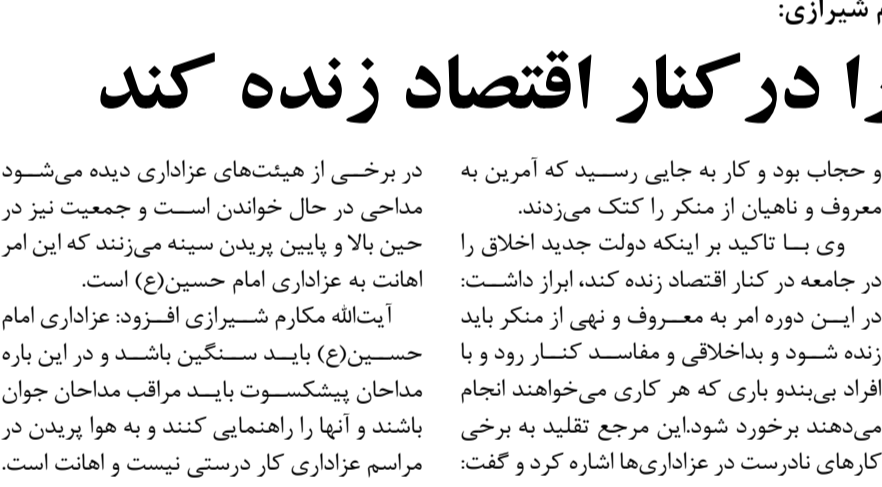 م شیرازی:
را در کنار اقتصاد زنده کند
و حجاب بود و کار به جایی رسـید که آمرین به
معروف و ناهیان از منکر را کتک می‌زدند.
وی بـا تاکید بر اینکه دولت جدید اخلاق را
در جامعه در کنار اقتصاد زنده کند، ابراز داشـت:
در ایـن دوره امر به معـروف و نهی از منکر باید
زنده شـود و بداخلاقی و مفاسـد کنـار رود و با
افراد بی‌بندو باری که هر کاری می‌خواهند انجام
می‌دهند برخورد شود.این مرجع تقلید به برخی
کارهای نادرست در عزاداری‌ها اشاره کرد و گفت:
در برخـی از هیئت‌های عزاداری دیده می‌شـود
مداحی در حال خواندن اسـت و جمعیت نیز در
حین بالا و پایین پریدن سینه می‌زنند که این امر
اهانت به عزاداری امام حسین(ع) است.
آیت‌الله مکارم شـیرازی افـزود: عزاداری امام
حسـین(ع) بایـد سـنگین باشـد و در این باره
مداحان پیشکسـوت بایـد مراقب مداحان جوان
باشند و آنها را راهنمایی کنند و به هوا پریدن در
مراسم عزاداری کار درستی نیست و اهانت است.